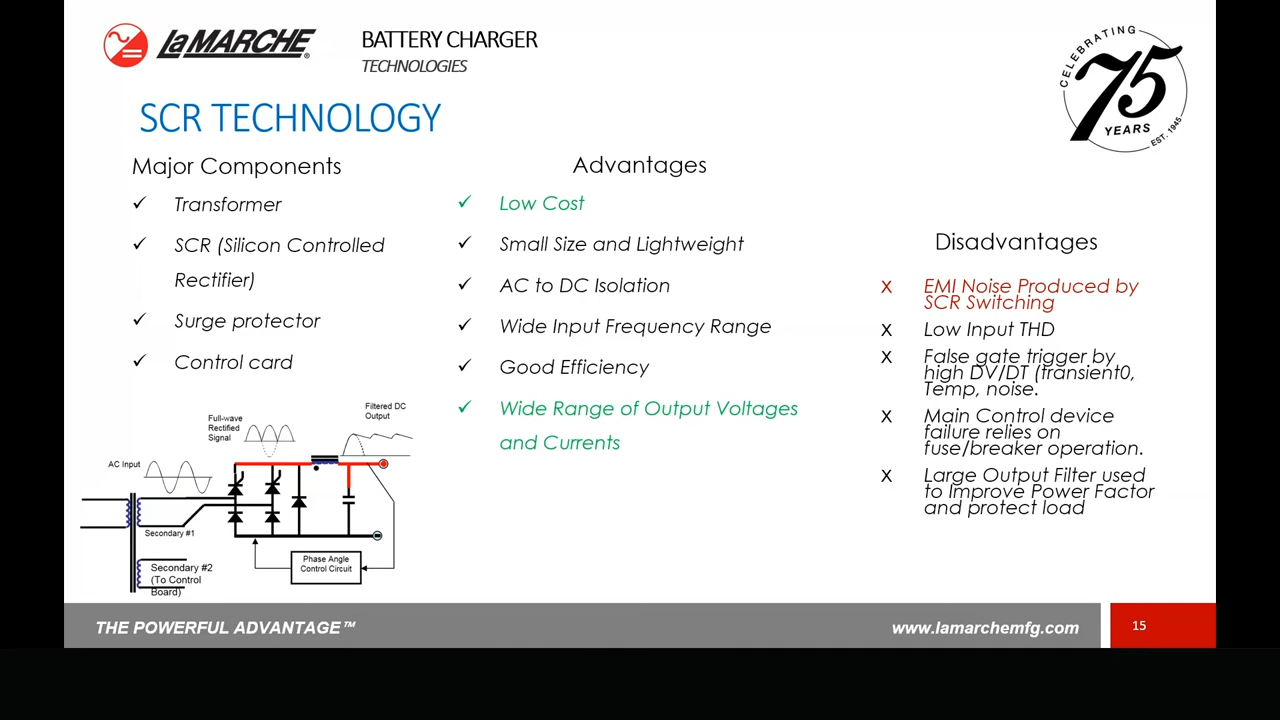 LaMARCHE®
BATTERY CHARGER
TECHNOLOGIES
CELEBRATING
75
YEARS
EST. 1945
SCR TECHNOLOGY
Major Components
✓ Transformer
✓ SCR (Silicon Controlled
Rectifier)
✓ Surge protector
✓ Control card
Advantages
✓ Low Cost
✓ Small Size and Lightweight
✓ AC to DC Isolation
✓ Wide Input Frequency Range
✓ Good Efficiency
✓ Wide Range of Output Voltages
and Currents
Disadvantages
X EMI Noise Produced by
SCR Switching
X Low Input THD
X False gate trigger by
high DV/DT (transient0,
Temp, noise.
X Main Control device
failure relies on
fuse/breaker operation.
X Large Output Filter used
to Improve Power Factor
and protect load
Full-wave
Rectified
Signal
Filtered DC
Output
AC Input
Secondary #1
Secondary #2
(To Control
Board)
Phase Angle
Control Circuit
THE POWERFUL ADVANTAGE™
www.lamarchemfg.com
15